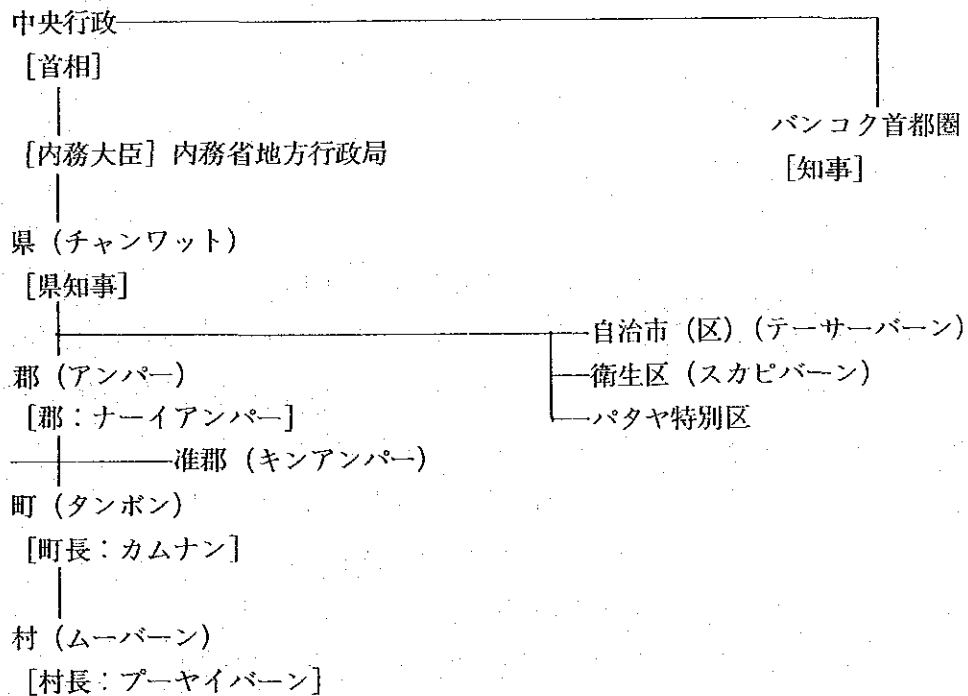 中央行政
[首相]
バンコク首都圏
[知事]
[内務大臣] 内務省地方行政局
県 (チャンワット)
[県知事]
自治市 (区) (テーサーバーン)
郡 (アンパー)
衛生区 (スカピバーン)
[郡:ナーイアンパー]
パタヤ特別区
准郡 (キンアンパー)
町 (タンボン)
[町長:カムナン]
村 (ムーバーン)
[村長:プーヤイバーン]